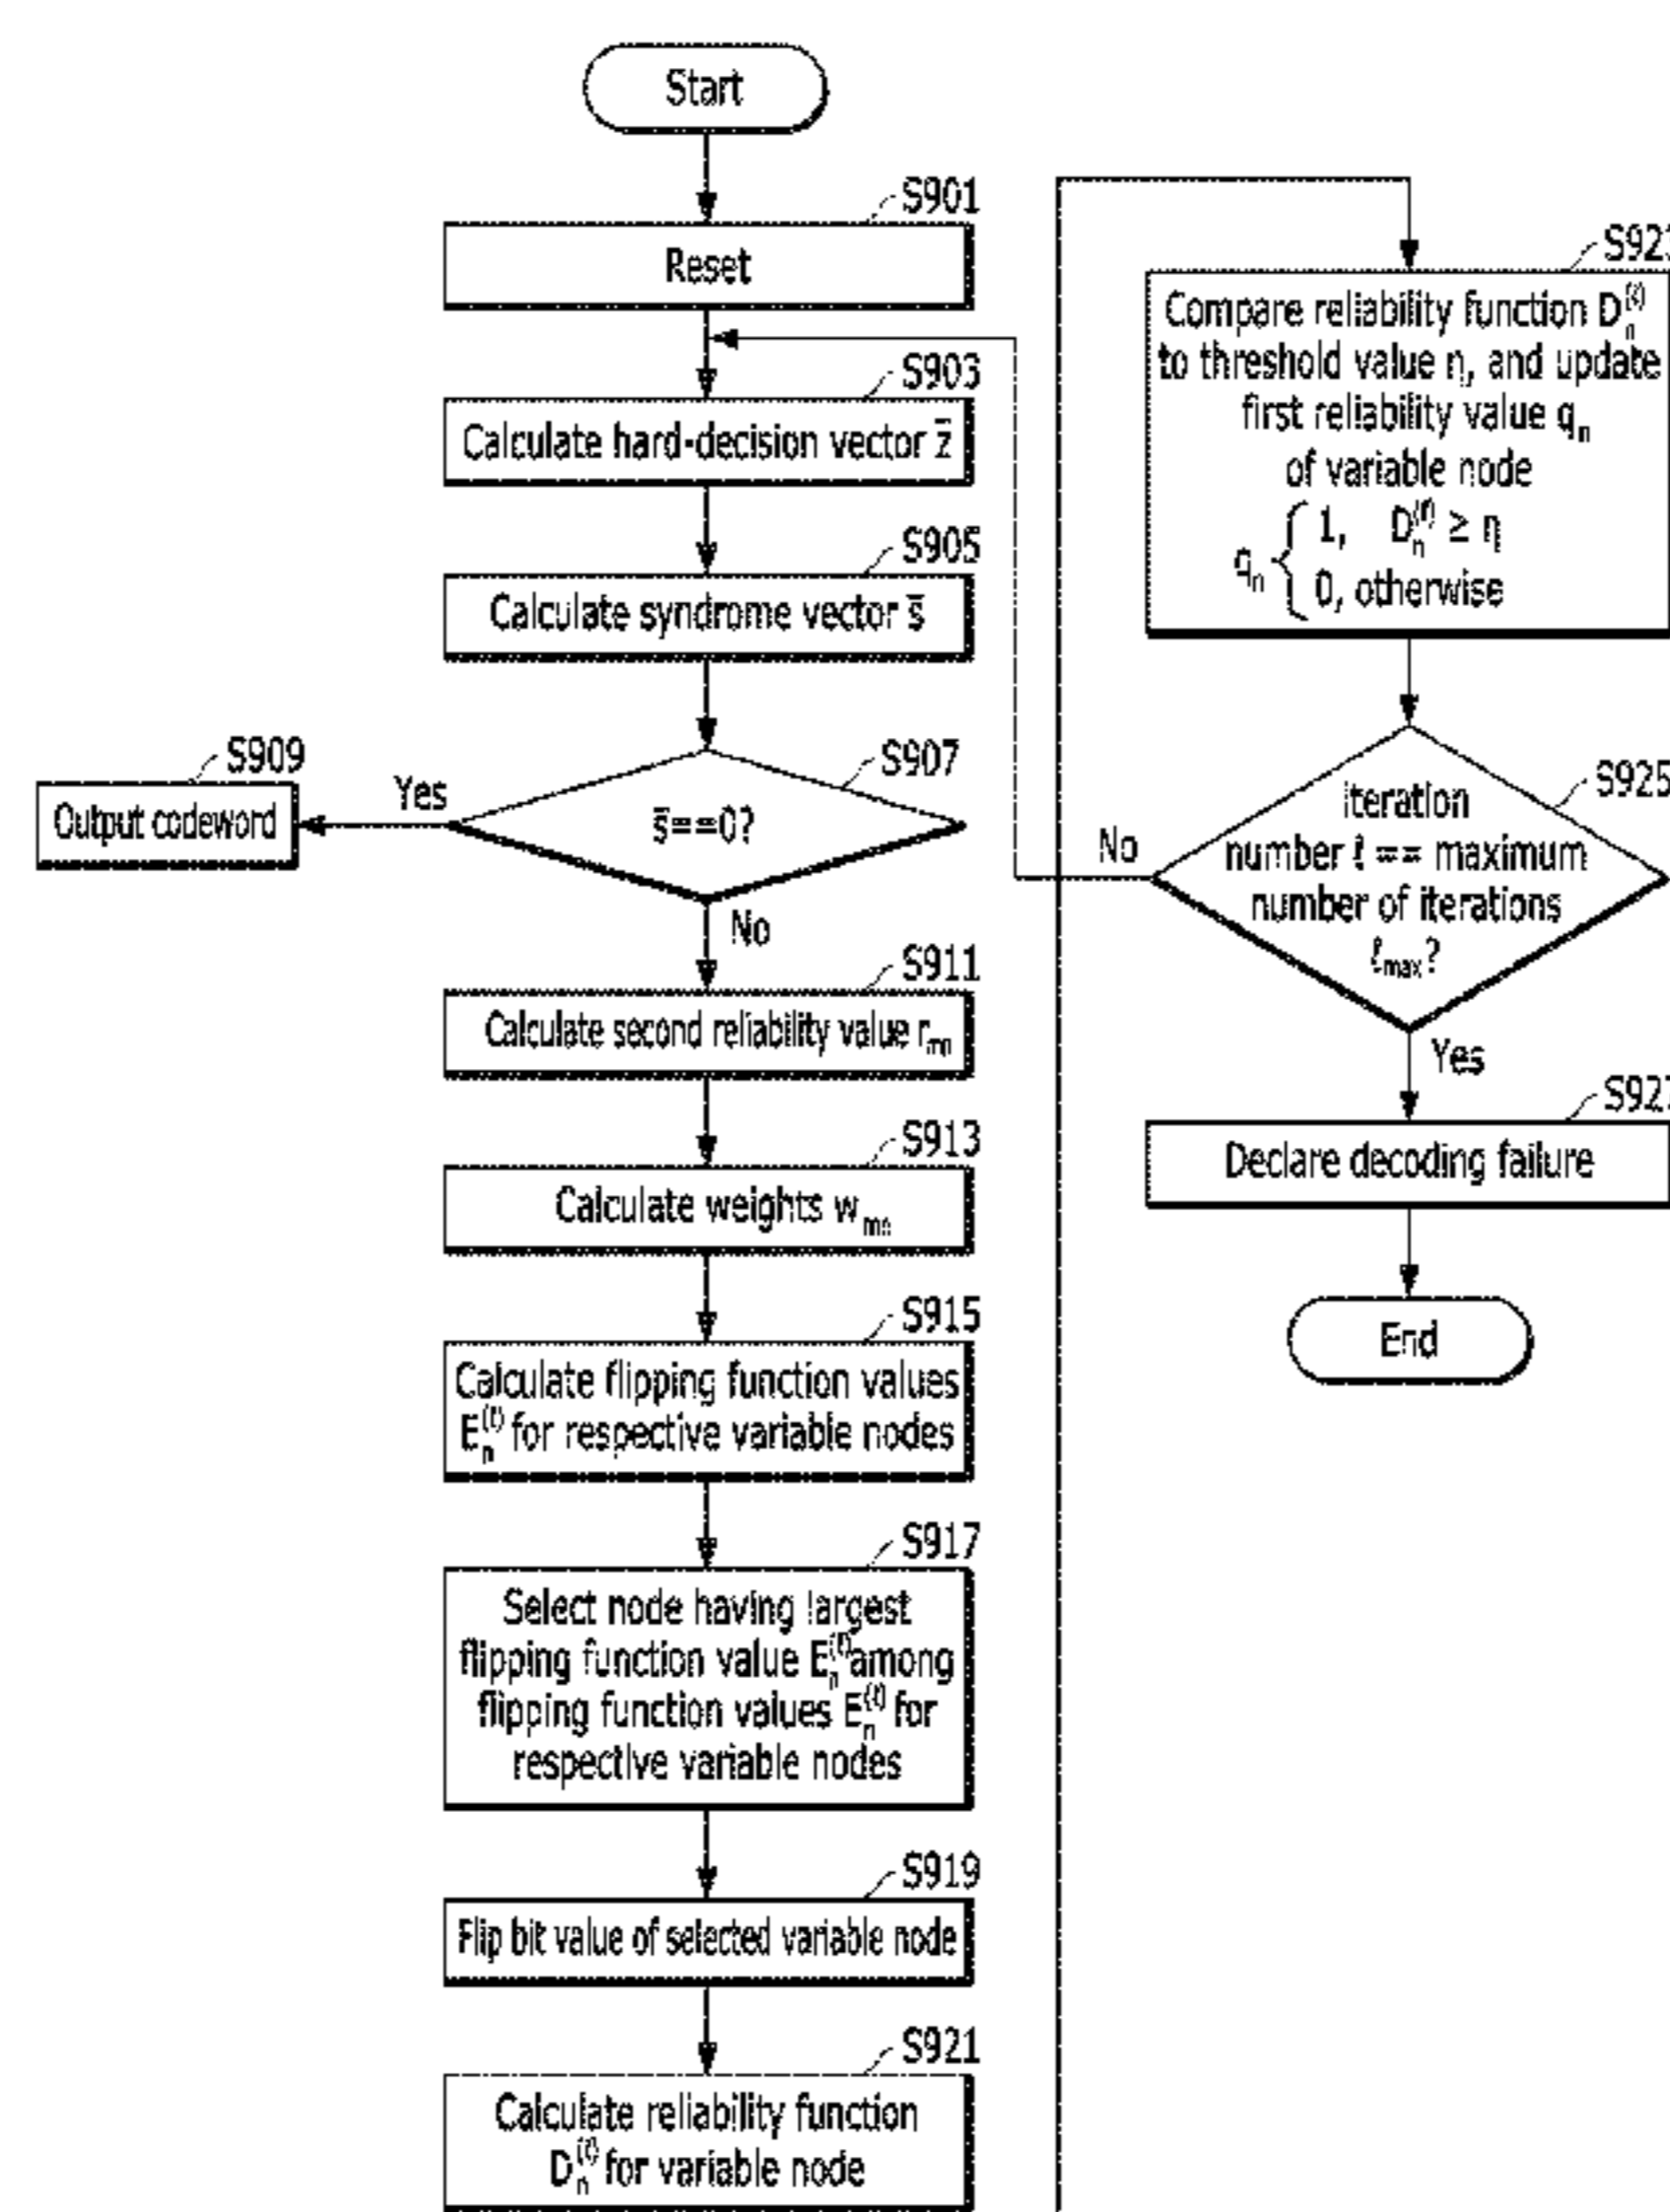 Start
S901
Reset
S903
Calculate hard-decision vector z̄
S905
Calculate syndrome vector s̄
S907
s̄==0?
Yes
S909
Output codeword
No
S911
Calculate second reliability value r_mn
S913
Calculate weights w_mn
S915
Calculate flipping function values
E_n^(ℓ) for respective variable nodes
S917
Select node having largest
flipping function value E_n^(ℓ) among
flipping function values E_n^(ℓ) for
respective variable nodes
S919
Flip bit value of selected variable node
S921
Calculate reliability function
D_n^(ℓ) for variable node
Compare reliability function D_n^(ℓ)
to threshold value η, and update
first reliability value q_n
of variable node
q_n { 1, D_n^(ℓ) ≥ η
0, otherwise
S925
iteration
number ℓ == maximum
number of iterations
ℓ_max?
No
Yes
Declare decoding failure
End